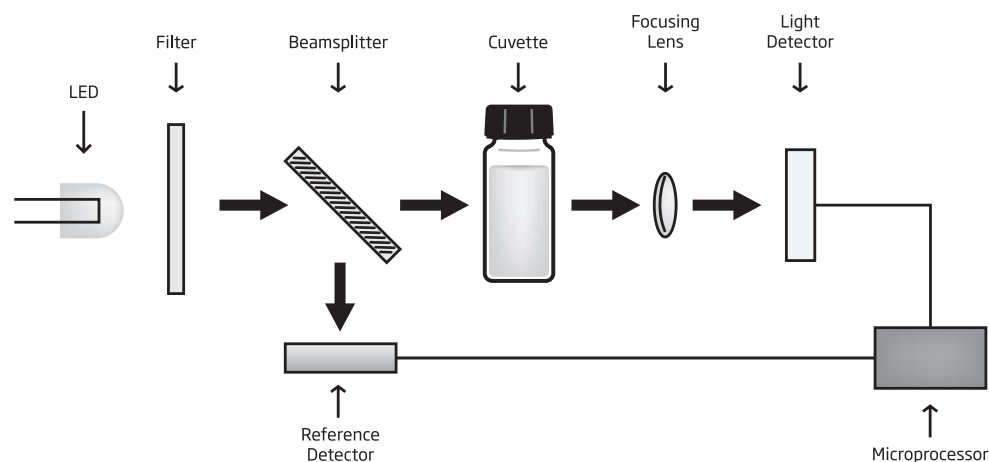 LED
Filter
Beamsplitter
Cuvette
Focusing
Lens
Light
Detector
Reference
Detector
Microprocessor